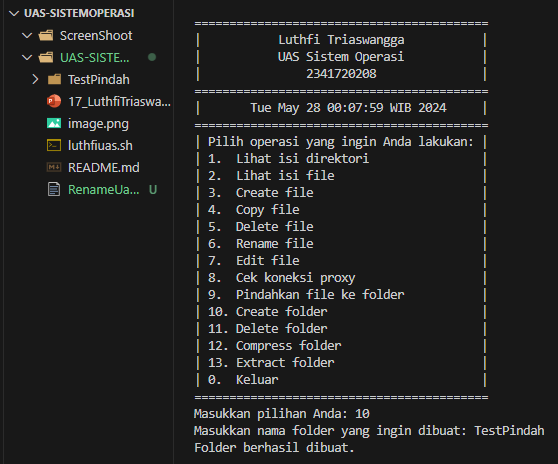 UAS-SISTEMOPERASI
ScreenShoot
UAS-SISTE...
TestPindah
17_LuthfiTriaswa...
image.png
luthfiuas.sh
README.md
RenameUa... U
==========================================
| Luthfi Triaswangga |
| UAS Sistem Operasi |
| 2341720208 |
==========================================
| Tue May 28 00:07:59 WIB 2024 |
==========================================
| Pilih operasi yang ingin Anda lakukan: |
| 1. Lihat isi direktori |
| 2. Lihat isi file |
| 3. Create file |
| 4. Copy file |
| 5. Delete file |
| 6. Rename file |
| 7. Edit file |
| 8. Cek koneksi proxy |
| 9. Pindahkan file ke folder |
| 10. Create folder |
| 11. Delete folder |
| 12. Compress folder |
| 13. Extract folder |
| 0. Keluar |
==========================================
Masukkan pilihan Anda: 10
Masukkan nama folder yang ingin dibuat: TestPindah
Folder berhasil dibuat.